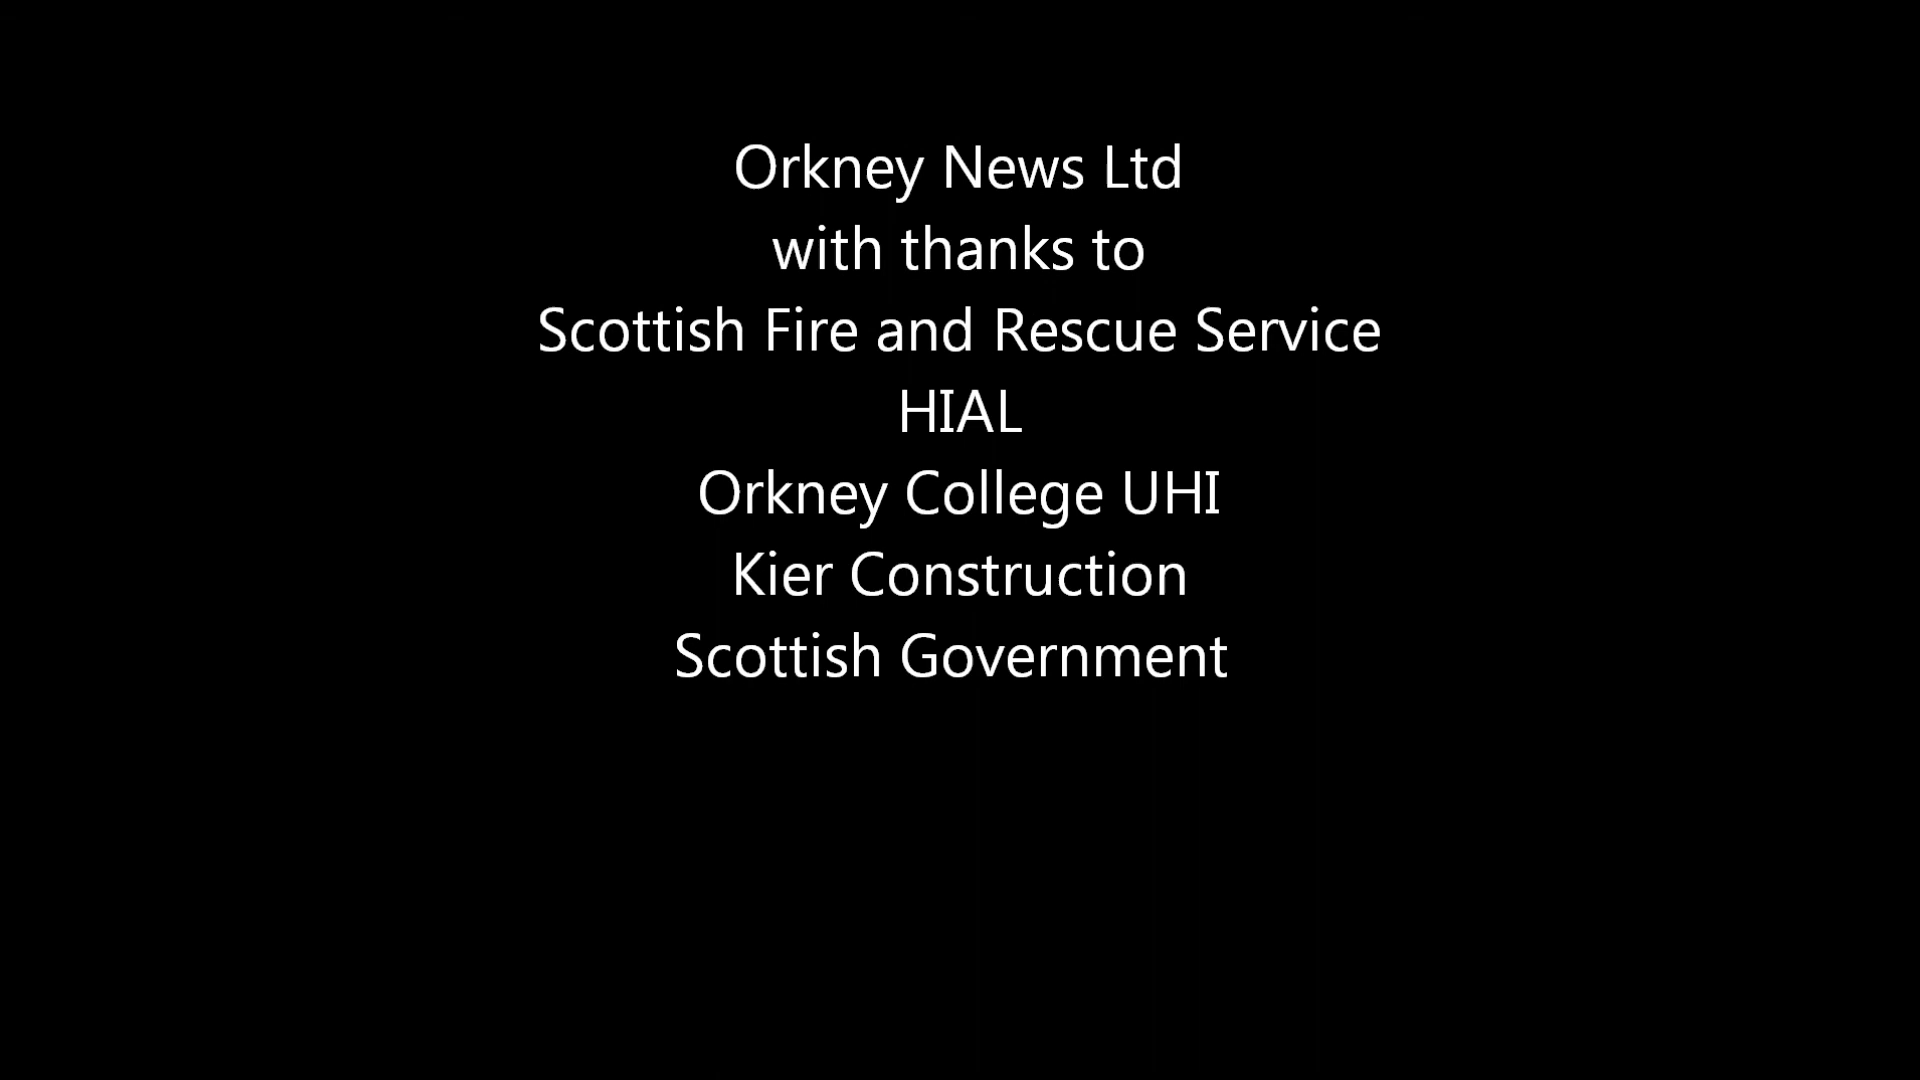 Orkney News Ltd
with thanks to
Scottish Fire and Rescue Service
HIAL
Orkney College UHI
Kier Construction
Scottish Government